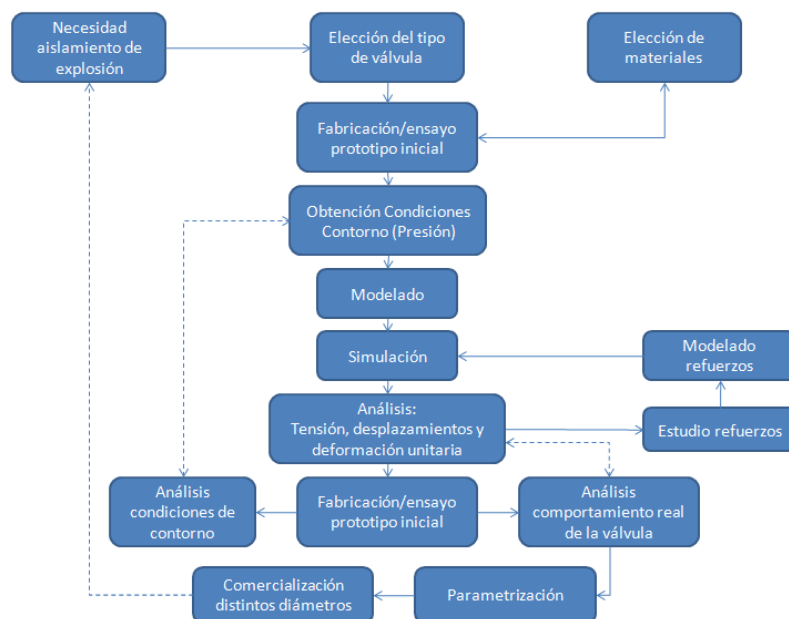 Necesidad
aislamiento de
explosión
Elección del tipo
de válvula
Elección de
materiales
Fabricación/ensayo
prototipo inicial
Obtención Condiciones
Contorno (Presión)
Modelado
Simulación
Modelado
refuerzos
Análisis:
Tensión, desplazamientos y
deformación unitaria
Estudio refuerzos
Análisis
condiciones de
contorno
Fabricación/ensayo
prototipo inicial
Análisis
comportamiento real
de la válvula
Comercialización
distintos diámetros
Parametrización